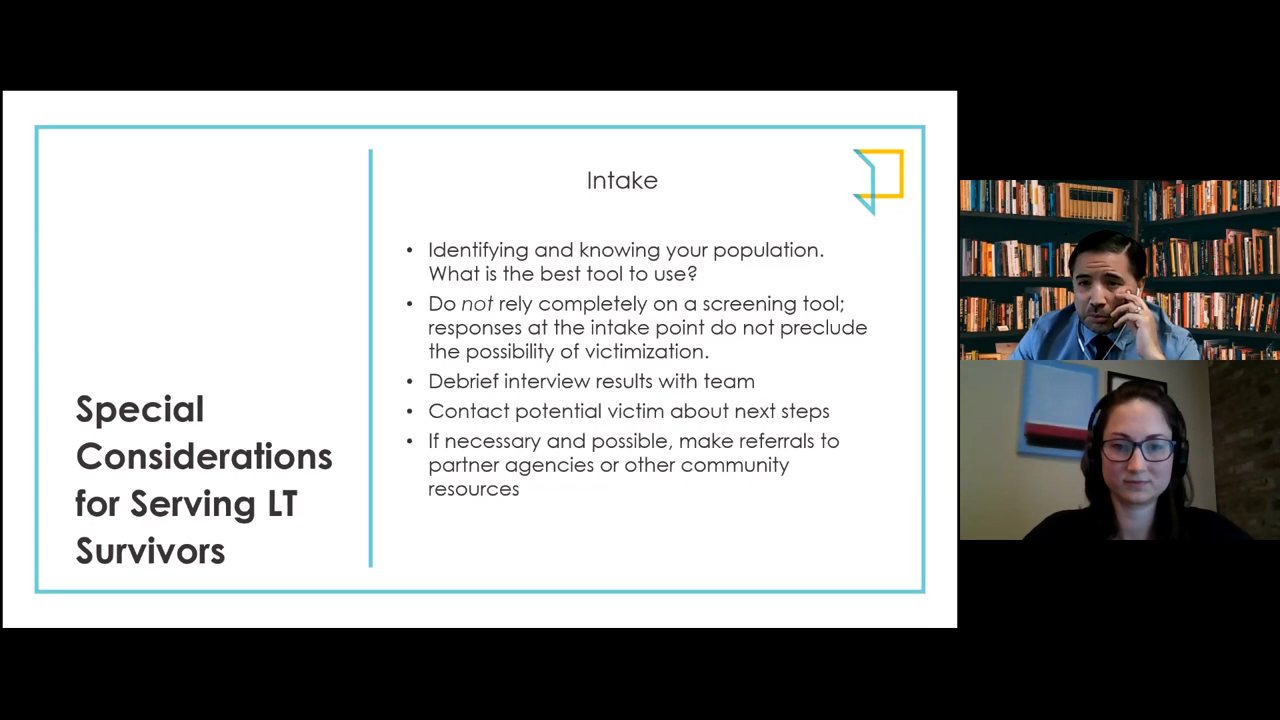 Special
Considerations
for Serving LT
Survivors
Intake
• Identifying and knowing your population.
What is the best tool to use?
• Do not rely completely on a screening tool;
responses at the intake point do not preclude
the possibility of victimization.
• Debrief interview results with team
• Contact potential victim about next steps
• If necessary and possible, make referrals to
partner agencies or other community
resources